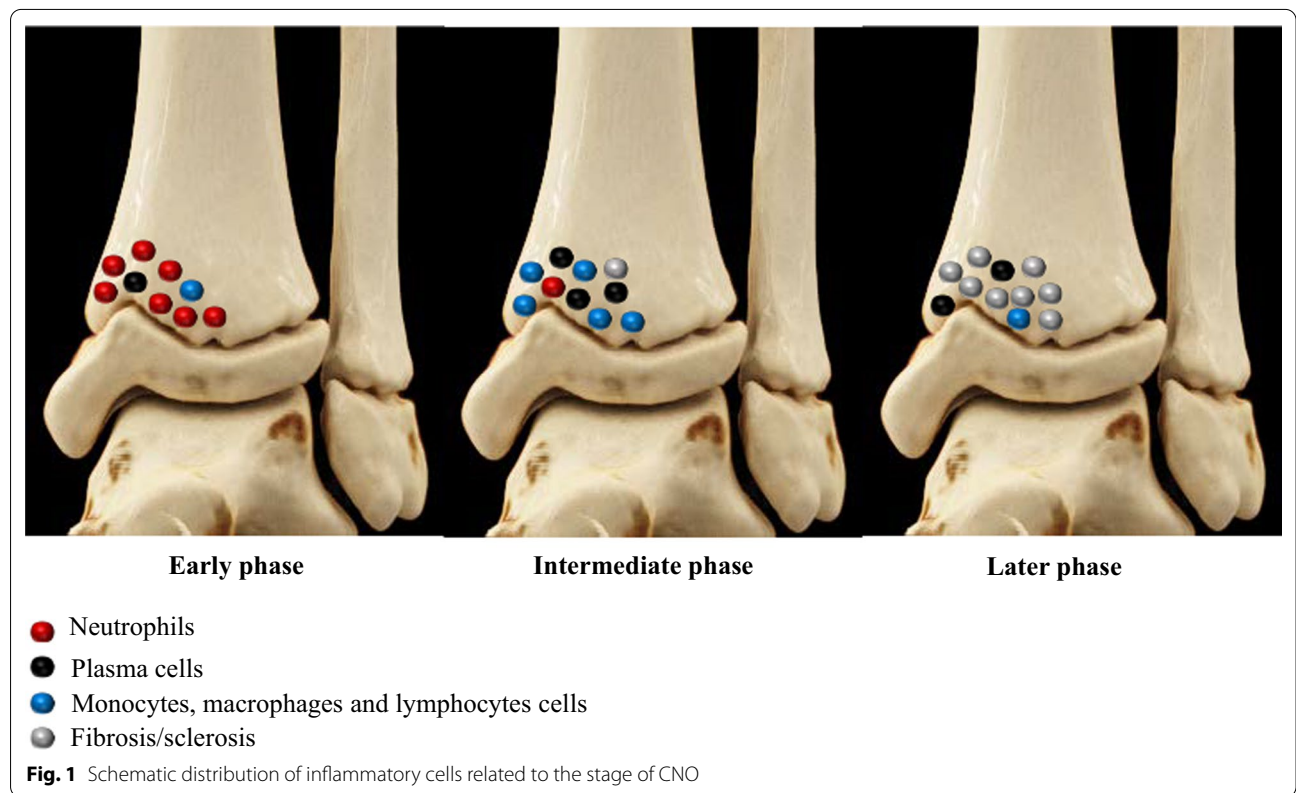 Early phase
Intermediate phase
Later phase
Neutrophils
Plasma cells
Monocytes, macrophages and lymphocytes cells
Fibrosis/sclerosis
Fig. 1 Schematic distribution of inflammatory cells related to the stage of CNO